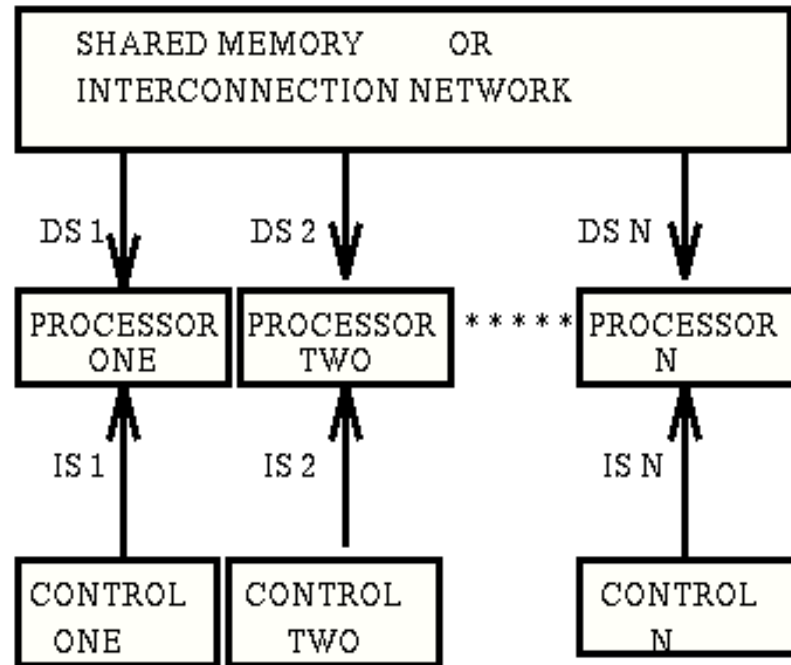 SHARED MEMORY OR
INTERCONNECTION NETWORK
DS 1 DS 2 DS N
PROCESSOR PROCESSOR * * * * * PROCESSOR
ONE TWO N
IS 1 IS 2 IS N
CONTROL CONTROL CONTROL
ONE TWO N